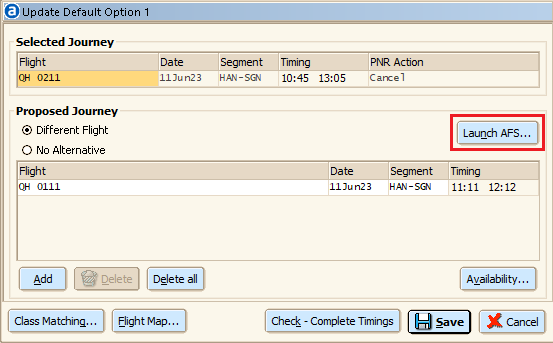 a Update Default Option 1
Selected Journey
Flight Date Segment Timing PNR Action
QH 0211 11Jun23 HAN-SGN 10:45 13:05 Cancel
Proposed Journey
Different Flight
Launch AFS...
No Alternative
Flight Date Segment Timing
QH 0111 11Jun23 HAN-SGN 11:11 12:12
Add Delete Delete all Availability...
Class Matching... Flight Map... Check - Complete Timings Save Cancel